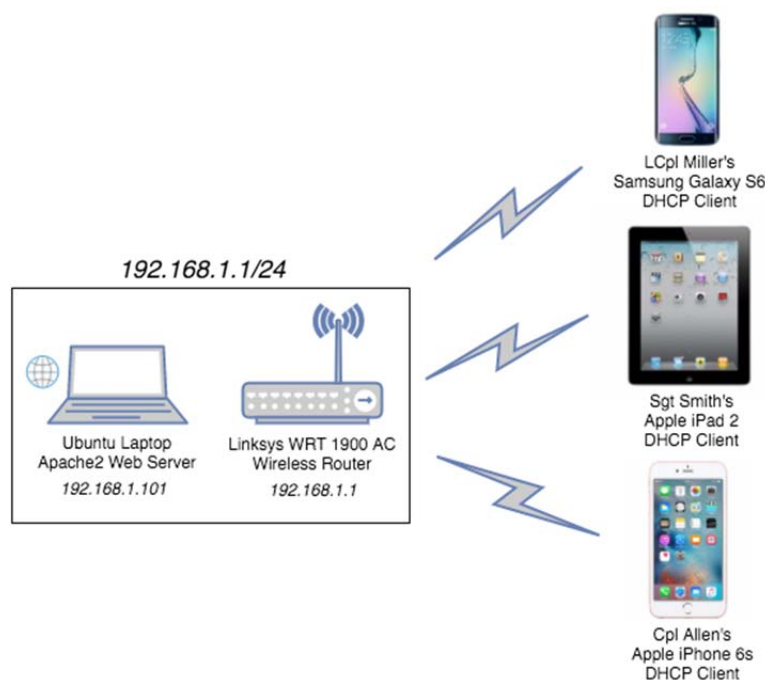 192.168.1.1/24
Ubuntu Laptop
Apache2 Web Server
192.168.1.101
Linksys WRT 1900 AC
Wireless Router
192.168.1.1
LCpl Miller's
Samsung Galaxy S6
DHCP Client
Sgt Smith's
Apple iPad 2
DHCP Client
Cpl Allen's
Apple iPhone 6s
DHCP Client